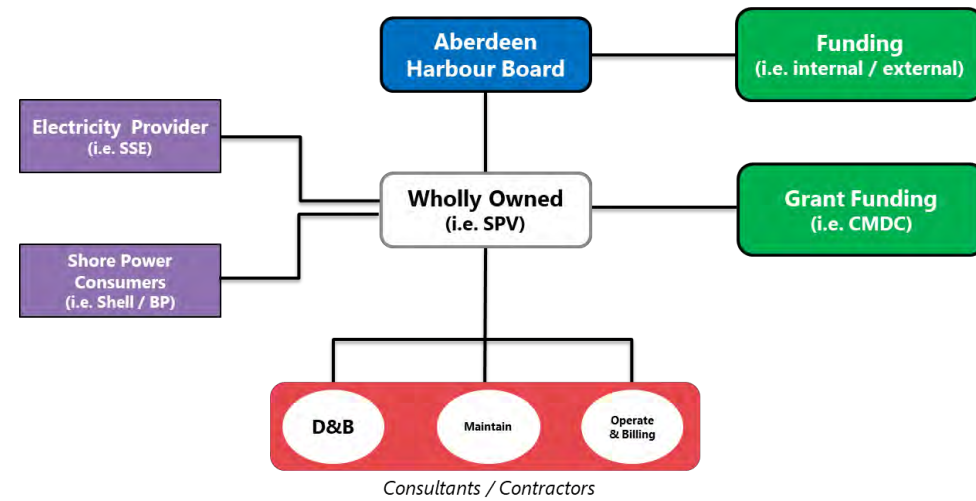 Aberdeen
Harbour Board
Funding
(i.e. internal / external)
Electricity Provider
(i.e. SSE)
Wholly Owned
(i.e. SPV)
Grant Funding
(i.e. CMDC)
Shore Power
Consumers
(i.e. Shell / BP)
D&B
Maintain
Operate
& Billing
Consultants / Contractors